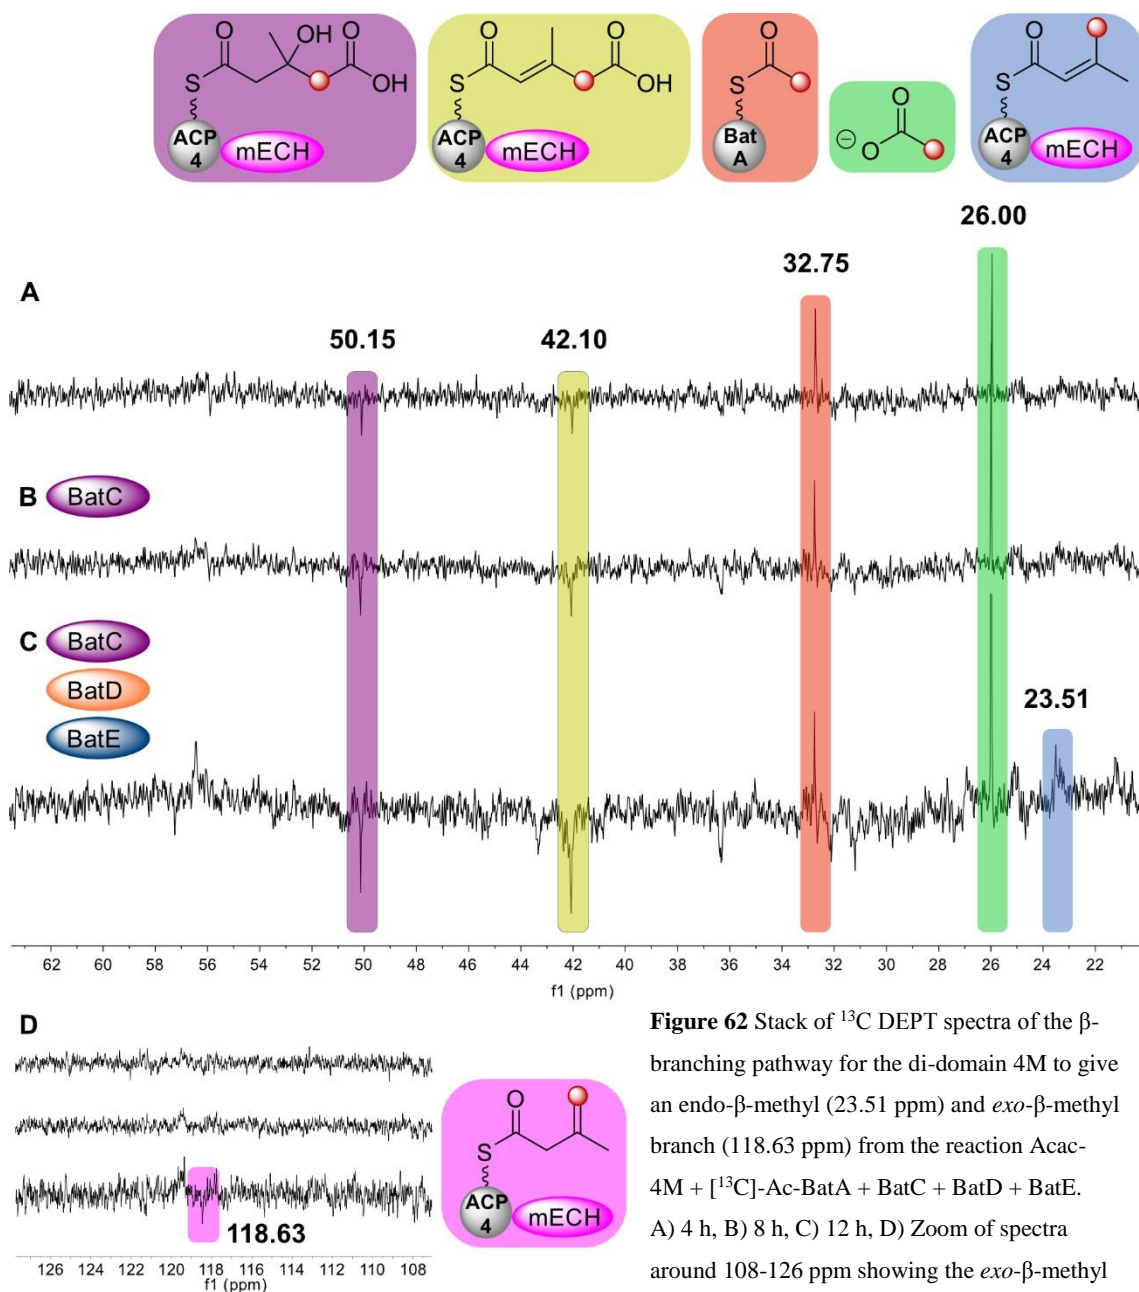 O OH O
S OH
ACP 4 mECH
O O
S OH
ACP 4 mECH
O
S
Bat A
O
⊖ O
O
S
ACP 4 mECH
26.00
32.75
A
50.15 42.10
B BatC
C BatC
BatD
BatE
23.51
62 60 58 56 54 52 50 48 46 44 42 40 38 36 34 32 30 28 26 24 22
f1 (ppm)
D
118.63
126 124 122 120 118 116 114 112 110 108
f1 (ppm)
O
S
ACP 4 mECH
Figure 62 Stack of ¹³C DEPT spectra of the β-
branching pathway for the di-domain 4M to give
an endo-β-methyl (23.51 ppm) and exo-β-methyl
branch (118.63 ppm) from the reaction Acac-
4M + [¹³C]-Ac-BatA + BatC + BatD + BatE.
A) 4 h, B) 8 h, C) 12 h, D) Zoom of spectra
around 108-126 ppm showing the exo-β-methyl